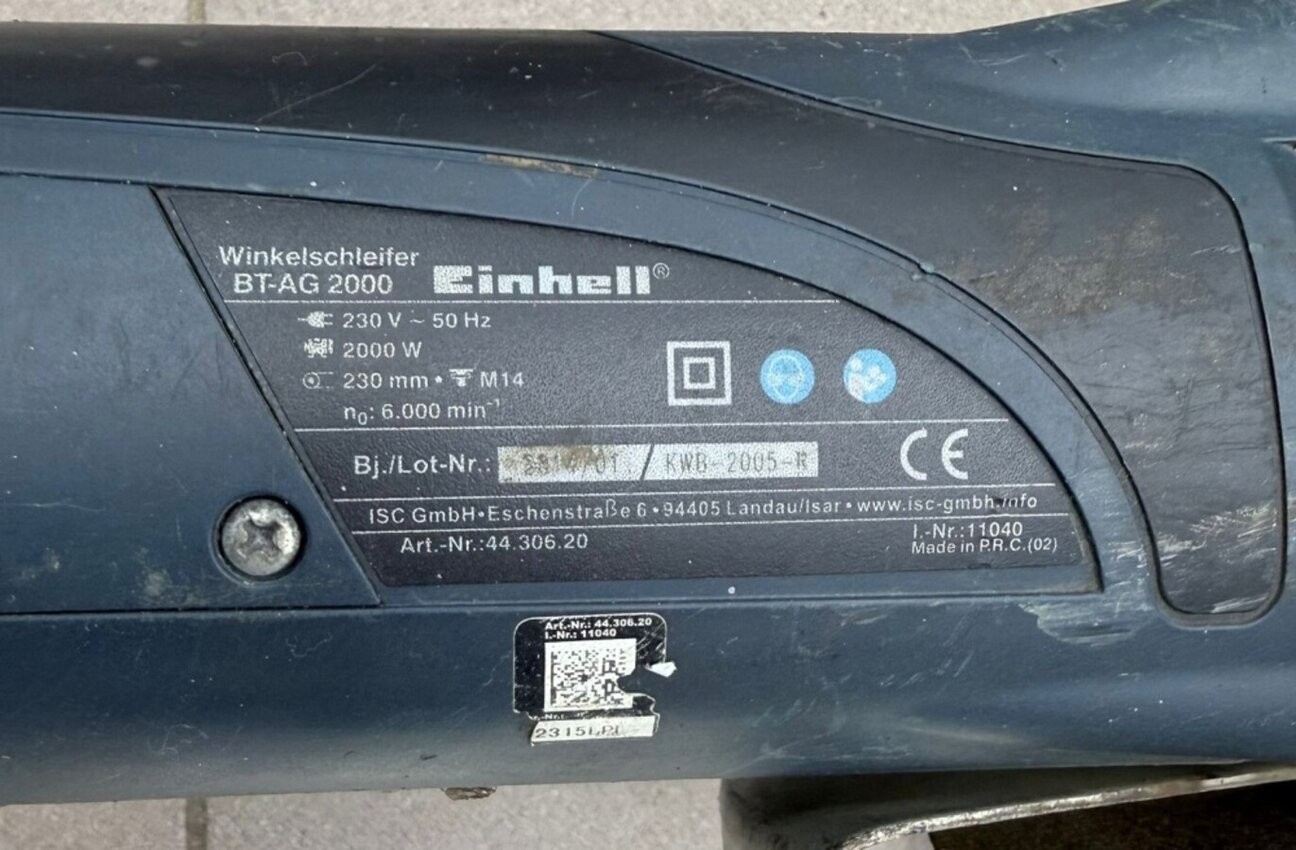 Winkelschleifer
BT-AG 2000 Einhell®
230 V ~ 50 Hz
2000 W
230 mm • M14
n₀: 6.000 min⁻¹
Bj./Lot-Nr.: / KWB-2005-R
CE
ISC GmbH•Eschenstraße 6•94405 Landau/Isar•www.isc-gmbh.info
Art.-Nr.:44.306.20
I.-Nr.:11040
Made in P.R.C.(02)
Art.-Nr.: 44.306.20
I.-Nr.: 11040